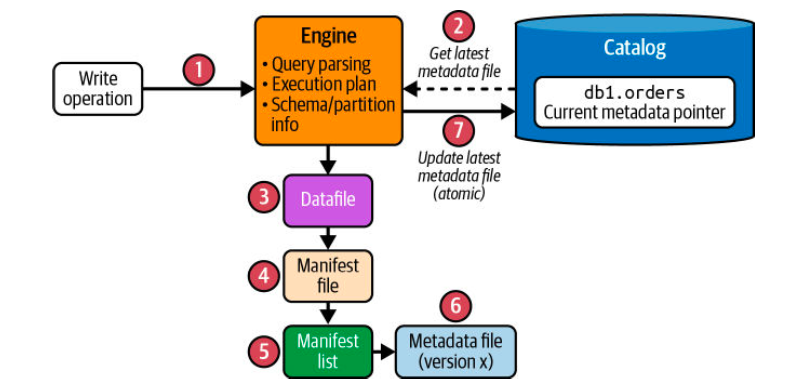 1
Write
operation
Engine
• Query parsing
• Execution plan
• Schema/partition
info
2
Get latest
metadata file
Catalog
db1.orders
Current metadata pointer
7
Update latest
metadata file
(atomic)
3
Datafile
4
Manifest
file
5
Manifest
list
6
Metadata file
(version x)